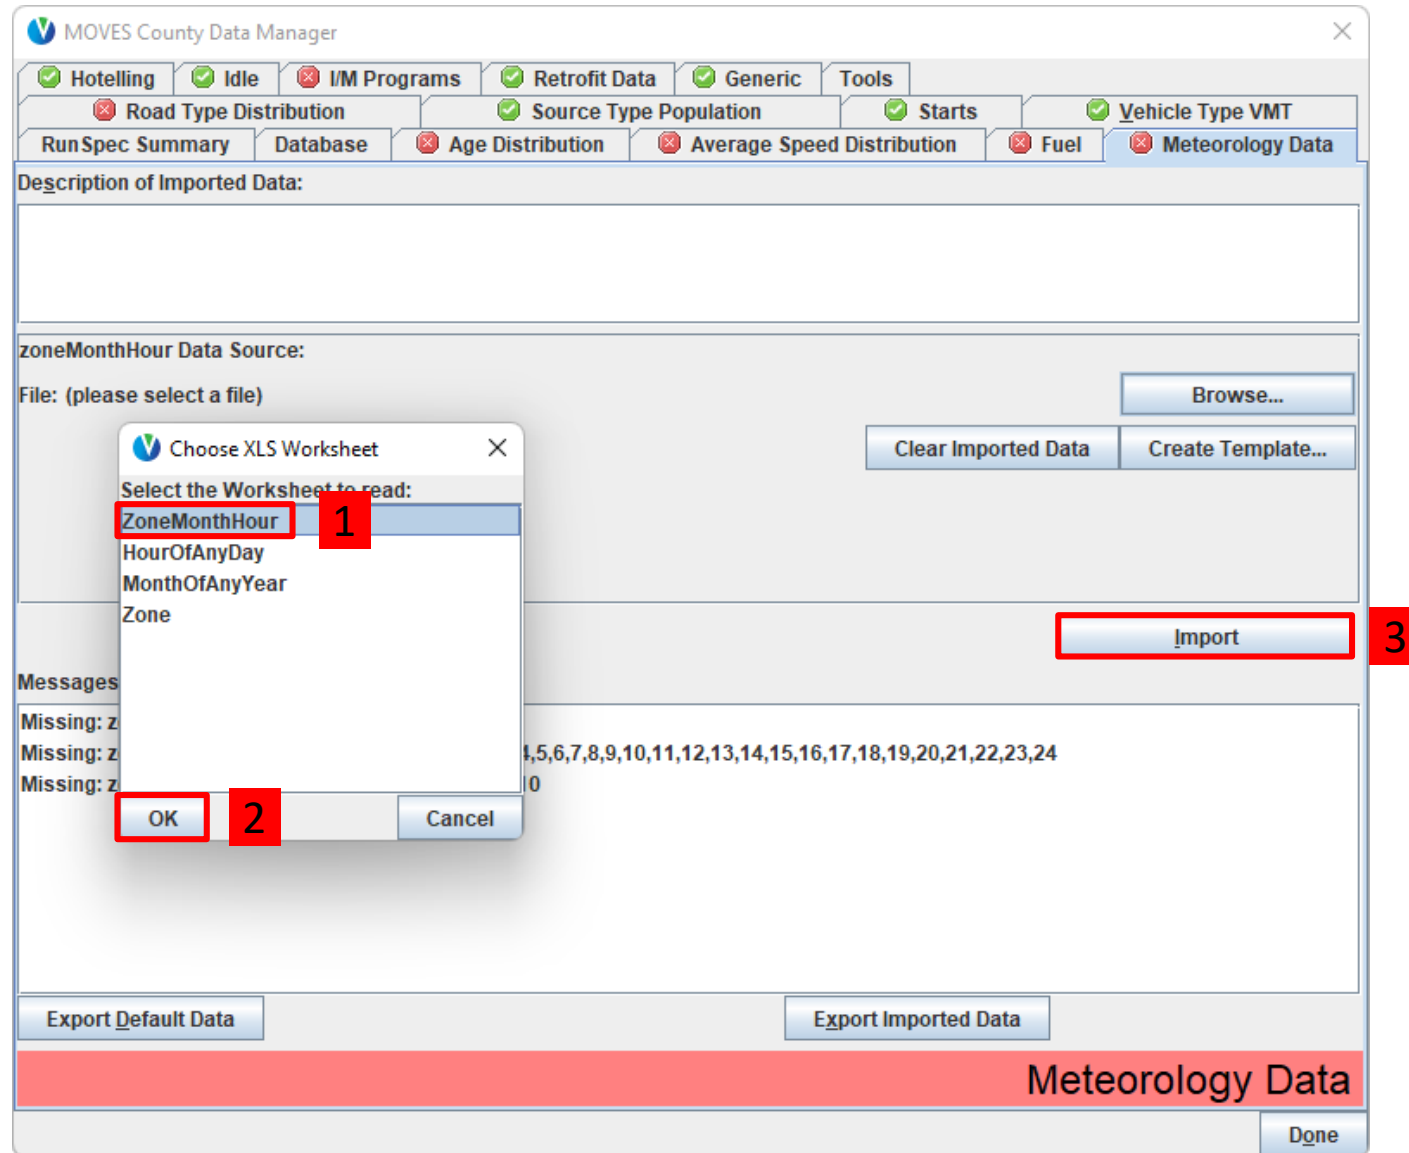 MOVES County Data Manager
Hotelling Idle I/M Programs Retrofit Data Generic Tools
Road Type Distribution Source Type Population Starts Vehicle Type VMT
RunSpec Summary Database Age Distribution Average Speed Distribution Fuel Meteorology Data
Description of Imported Data:
zoneMonthHour Data Source:
File: (please select a file) Browse...
Choose XLS Worksheet
Clear Imported Data Create Template...
Select the Worksheet to read:
ZoneMonthHour 1
HourOfAnyDay
MonthOfAnyYear
Zone
Import 3
Messages
Missing: z
Missing: z 4,5,6,7,8,9,10,11,12,13,14,15,16,17,18,19,20,21,22,23,24
Missing: z 0
OK 2 Cancel
Export Default Data Export Imported Data
Meteorology Data
Done